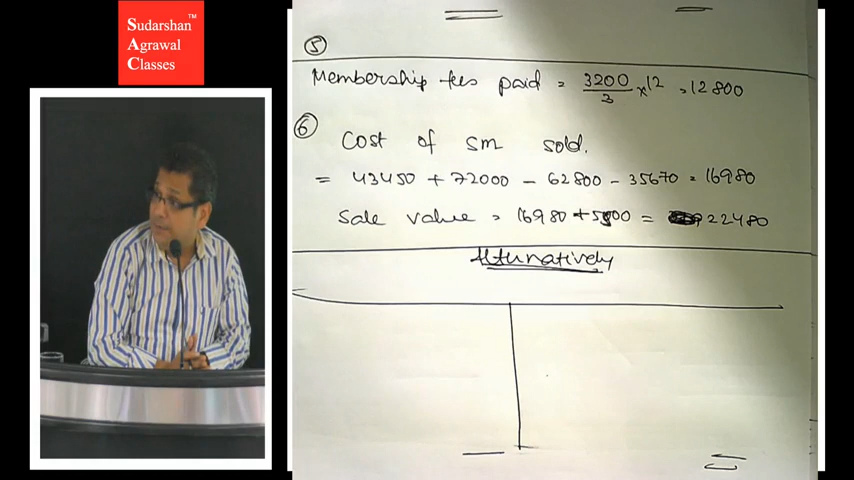 Sudarshan™
Agrawal
Classes
5
Membership fees paid = 3200/3 x 12 = 12800
6
Cost of sm sold.
= 43450 + 72000 - 62800 - 35670 = 16980
Sale value = 16980 + 5500 = 22480
Alternatively